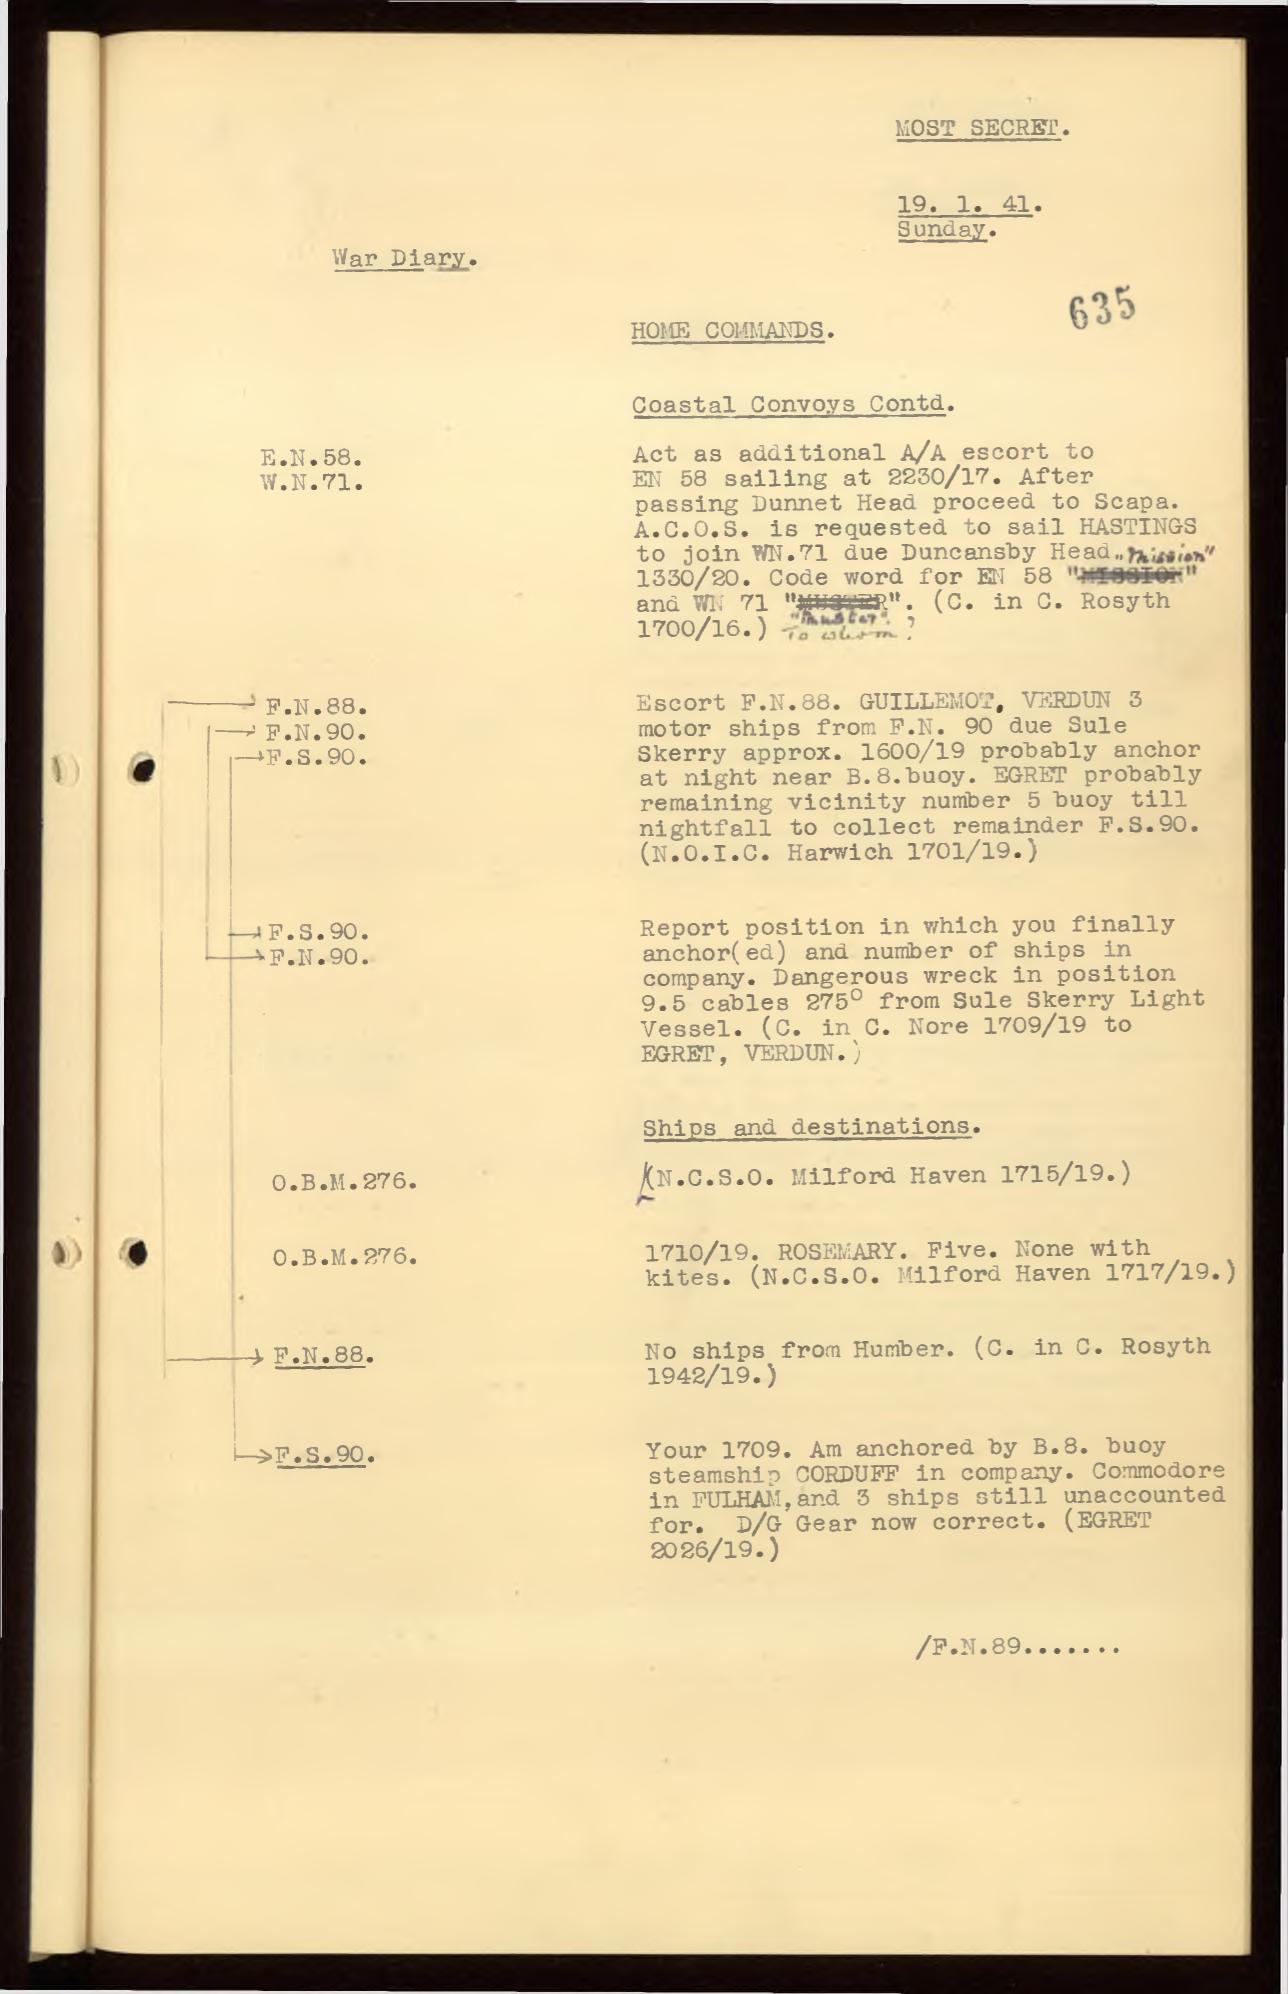 MOST SECRET.
19. 1. 41.
Sunday.
War Diary.
635
HOME COMMANDS.
Coastal Convoys Contd.
E.N.58.
W.N.71.
Act as additional A/A escort to
EN 58 sailing at 2230/17. After
passing Dunnet Head proceed to Scapa.
A.C.O.S. is requested to sail HASTINGS
to join WN.71 due Duncansby Head "Mission"
1330/20. Code word for EN 58 "MISSION"
and WN 71 "MUSTER". (C. in C. Rosyth
"Muster".
1700/16.) To whom ?
F.N.88.
F.N.90.
F.S.90.
Escort F.N.88. GUILLEMOT, VERDUN 3
motor ships from F.N. 90 due Sule
Skerry approx. 1600/19 probably anchor
at night near B.8.buoy. EGRET probably
remaining vicinity number 5 buoy till
nightfall to collect remainder F.S.90.
(N.O.I.C. Harwich 1701/19.)
F.S.90.
F.N.90.
Report position in which you finally
anchor(ed) and number of ships in
company. Dangerous wreck in position
9.5 cables 275° from Sule Skerry Light
Vessel. (C. in C. Nore 1709/19 to
EGRET, VERDUN.)
Ships and destinations.
O.B.M.276.
(N.C.S.O. Milford Haven 1715/19.)
O.B.M.276.
1710/19. ROSEMARY. Five. None with
kites. (N.C.S.O. Milford Haven 1717/19.)
F.N.88.
No ships from Humber. (C. in C. Rosyth
1942/19.)
F.S.90.
Your 1709. Am anchored by B.8. buoy
steamship CORDUFF in company. Commodore
in FULHAM,and 3 ships still unaccounted
for. D/G Gear now correct. (EGRET
2026/19.)
/F.N.89.......